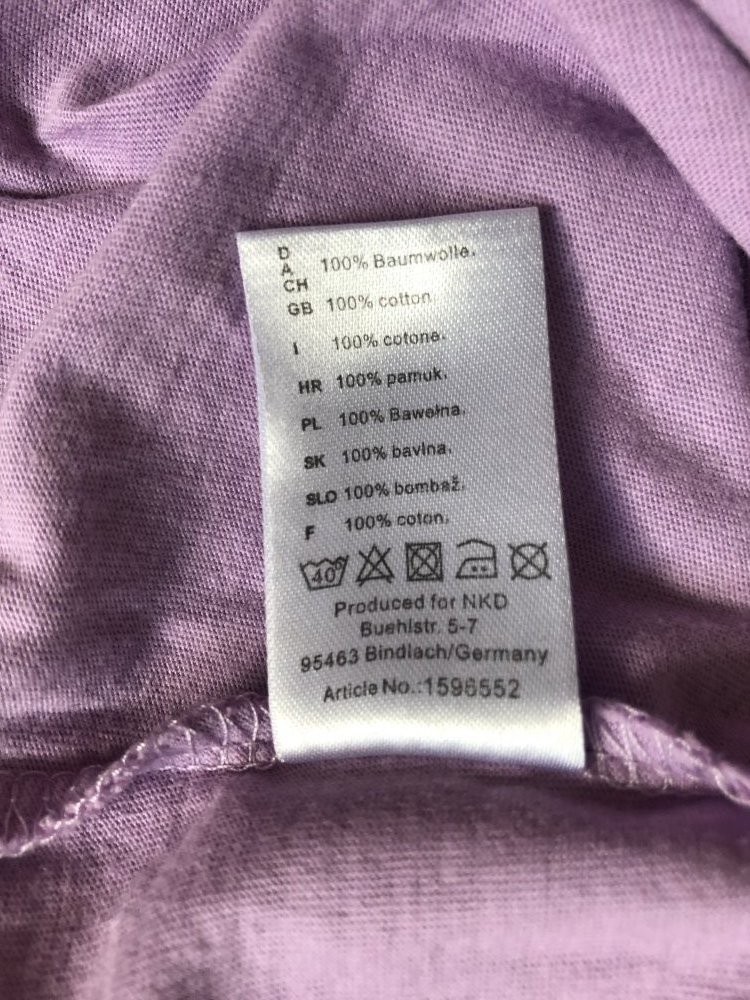 D
A
CH 100% Baumwolle.
GB 100% cotton.
I 100% cotone.
HR 100% pamuk.
PL 100% Bawełna.
SK 100% bavlna.
SLO 100% bombaž.
F 100% coton.
40°
Produced for NKD
Buehlstr. 5-7
95463 Bindlach/Germany
Article No.:1596552